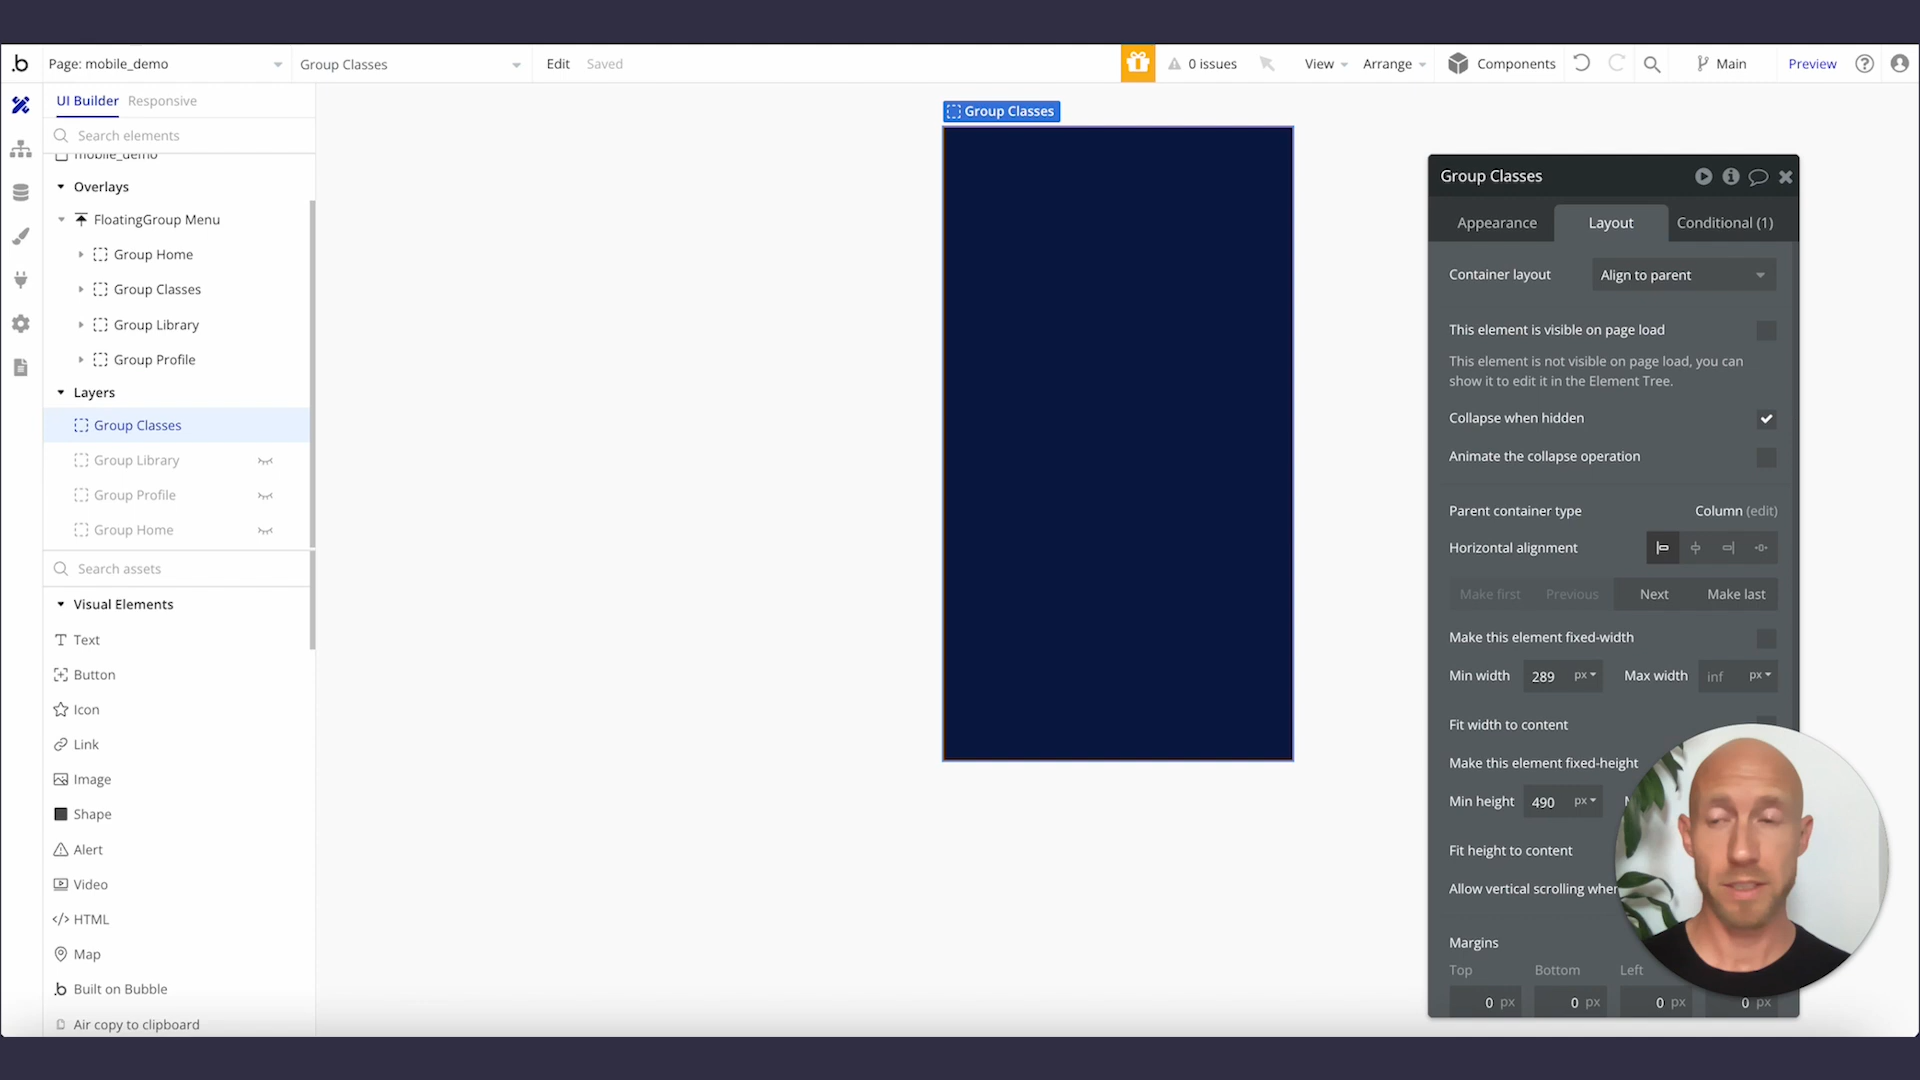 .b Page: mobile_demo Group Classes Edit Saved 0 issues View Arrange Components Main Preview
UI Builder Responsive
Search elements
mobile_demo
Overlays
FloatingGroup Menu
Group Home
Group Classes
Group Library
Group Profile
Layers
Group Classes
Group Library
Group Profile
Group Home
Search assets
Visual Elements
Text
Button
Icon
Link
Image
Shape
Alert
Video
</> HTML
Map
b Built on Bubble
Air copy to clipboard
Group Classes
Group Classes
Appearance Layout Conditional (1)
Container layout Align to parent
This element is visible on page load
This element is not visible on page load, you can
show it to edit it in the Element Tree.
Collapse when hidden
Animate the collapse operation
Parent container type Column (edit)
Horizontal alignment
Make first Previous Next Make last
Make this element fixed-width
Min width 289 px Max width inf px
Fit width to content
Make this element fixed-height
Min height 490 px
Fit height to content
Allow vertical scrolling when
Margins
Top Bottom Left
0 px 0 px 0 px 0 px